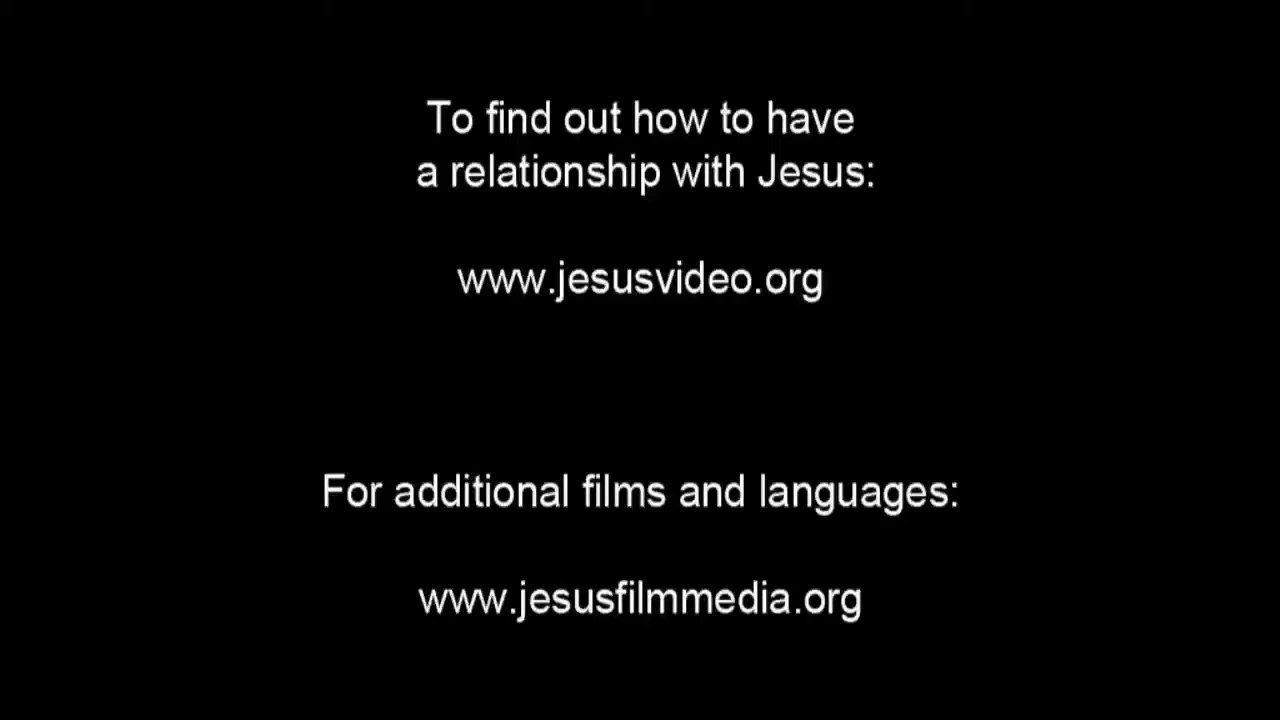 To find out how to have
a relationship with Jesus:
www.jesusvideo.org
For additional films and languages:
www.jesusfilmmedia.org